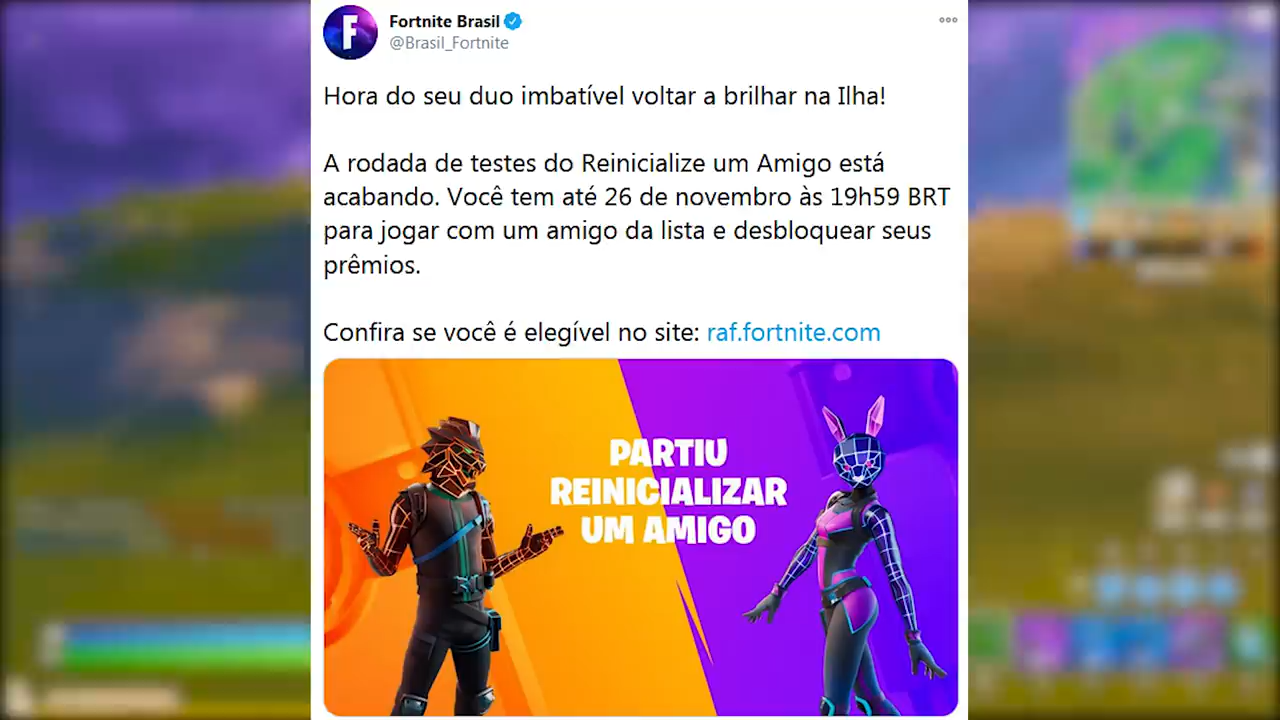 Fortnite Brasil
@Brasil_Fortnite
Hora do seu duo imbatível voltar a brilhar na Ilha!
A rodada de testes do Reinicialize um Amigo está
acabando. Você tem até 26 de novembro às 19h59 BRT
para jogar com um amigo da lista e desbloquear seus
prêmios.
Confira se você é elegível no site: raf.fortnite.com
PARTIU
REINICIALIZAR
UM AMIGO